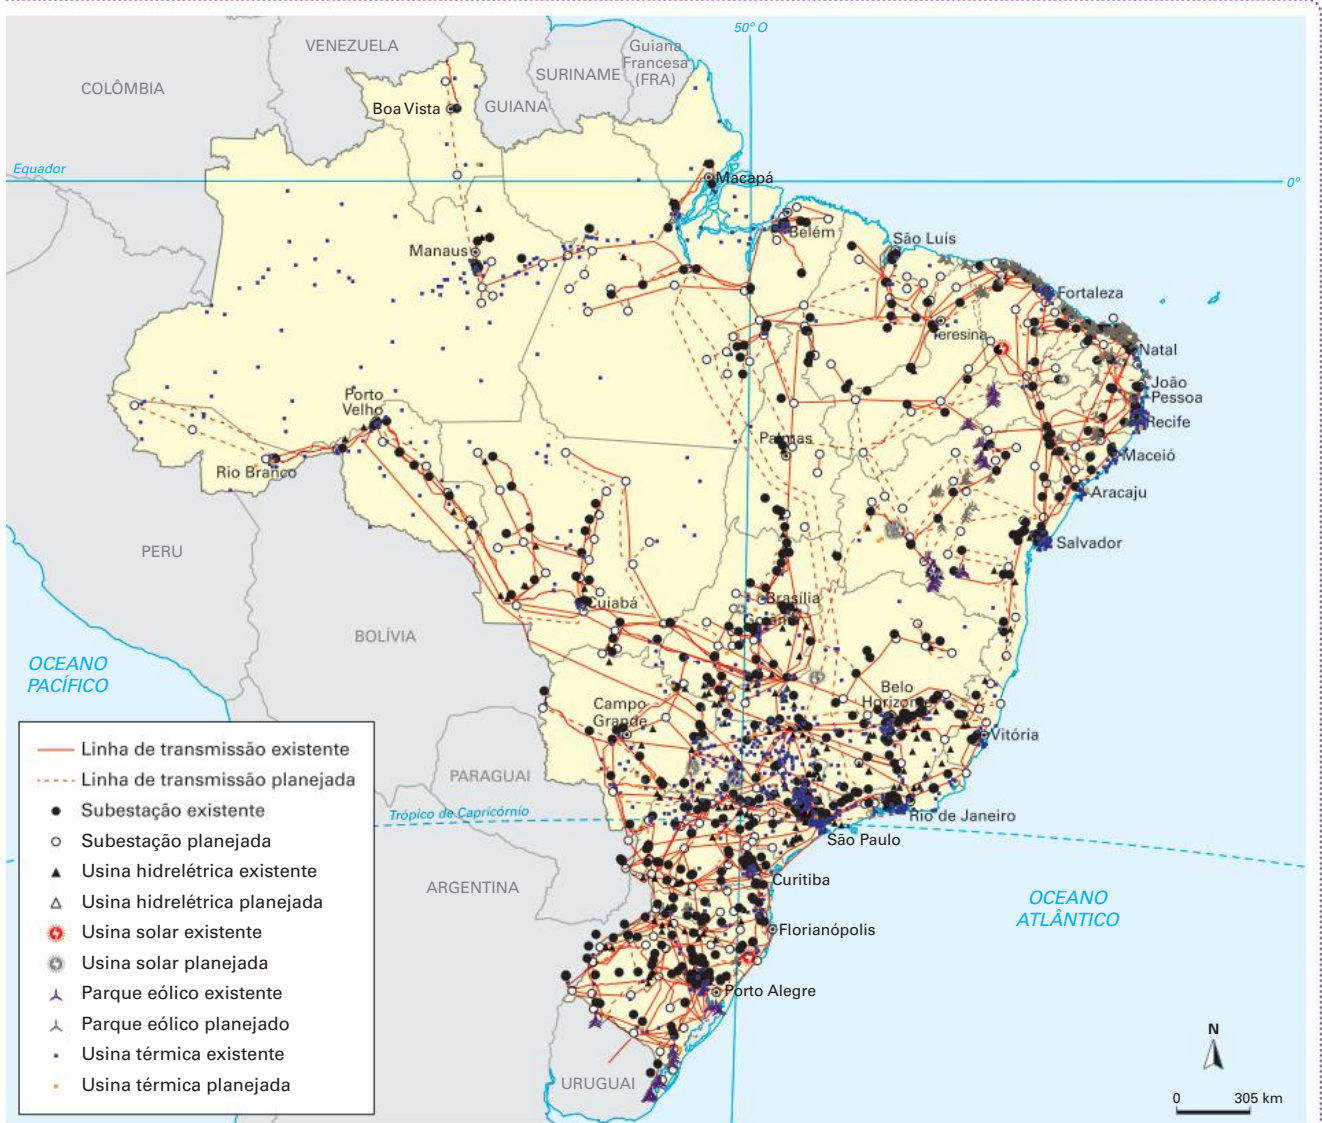 50º O
VENEZUELA
Guiana
Francesa
(FRA)
SURINAME
COLÔMBIA
Boa Vista
GUIANA
Equador
Macapá
0º
Belém
São Luís
Manaus
Fortaleza
Teresina
Natal
João
Pessoa
Porto
Velho
Recife
Palmas
Maceió
Rio Branco
Aracaju
PERU
Salvador
Brasília
Cuiabá
Goiânia
BOLÍVIA
OCEANO
PACÍFICO
Belo
Horizonte
Campo
Grande
Vitória
PARAGUAI
Trópico de Capricórnio
Rio de Janeiro
São Paulo
Curitiba
ARGENTINA
OCEANO
ATLÂNTICO
Florianópolis
Porto Alegre
URUGUAI
Linha de transmissão existente
Linha de transmissão planejada
Subestação existente
Subestação planejada
Usina hidrelétrica existente
Usina hidrelétrica planejada
Usina solar existente
Usina solar planejada
Parque eólico existente
Parque eólico planejado
Usina térmica existente
Usina térmica planejada
N
0 305 km